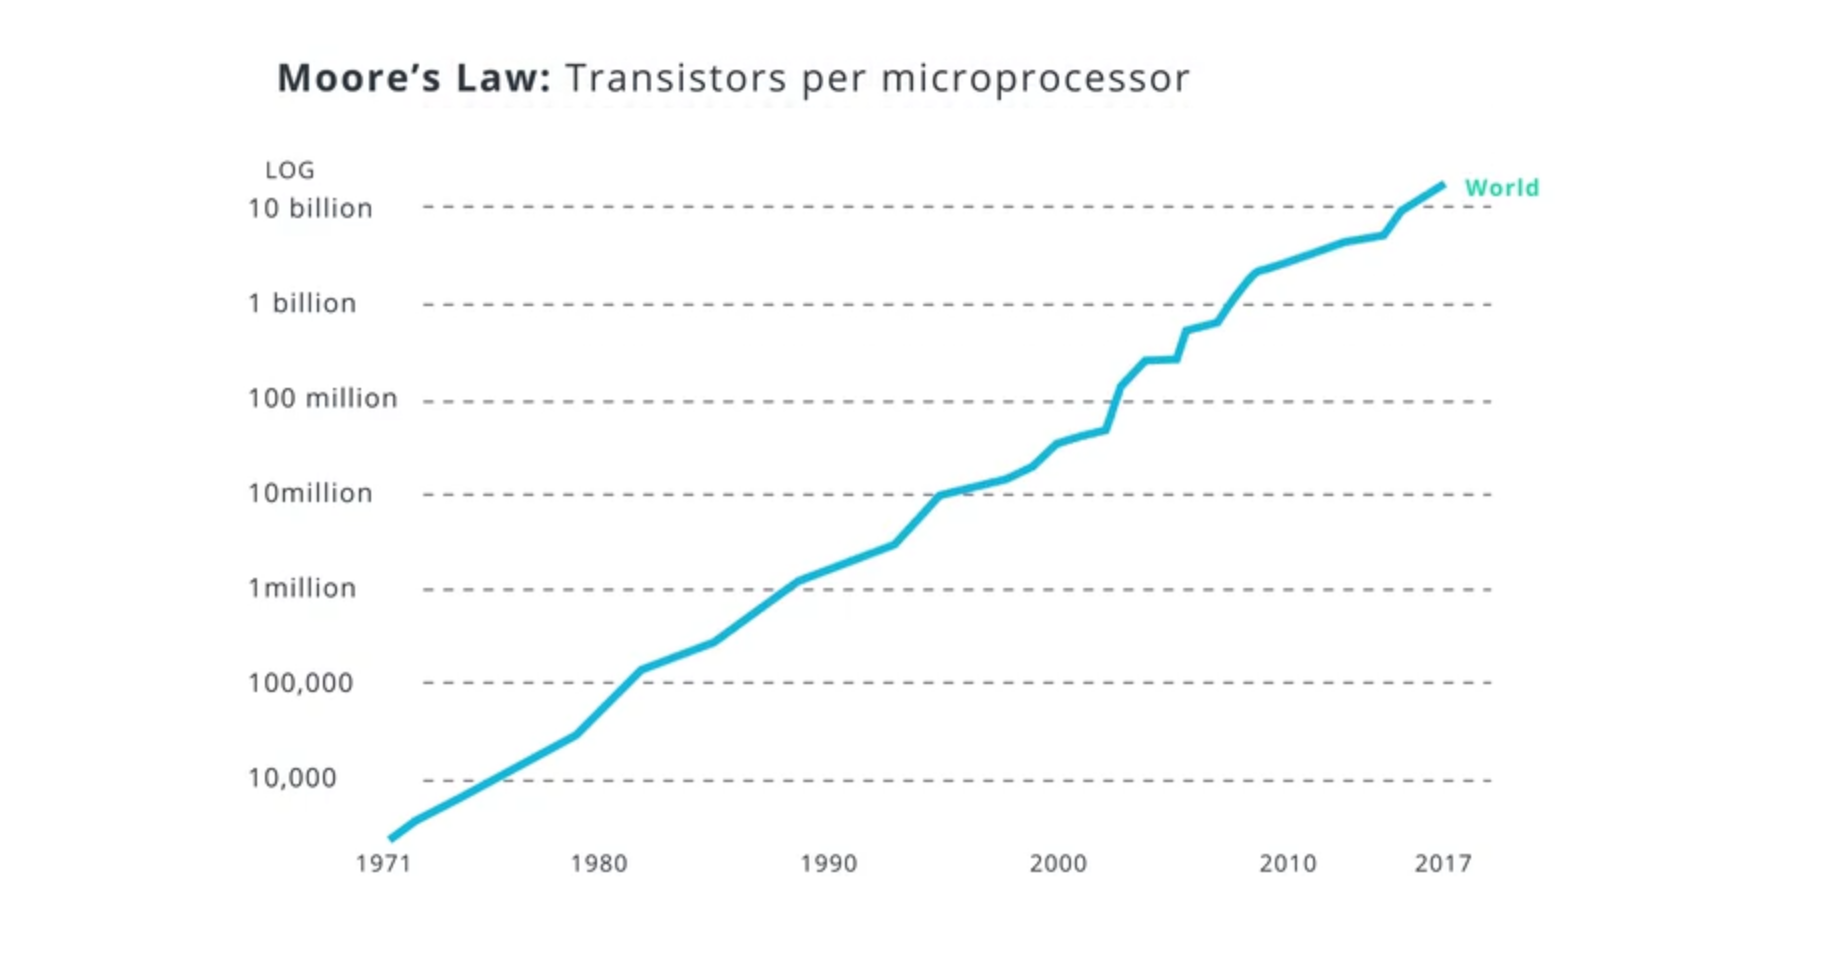 Moore’s Law: Transistors per microprocessor
LOG
World
10 billion
1 billion
100 million
10million
1million
100,000
10,000
1971 1980 1990 2000 2010 2017